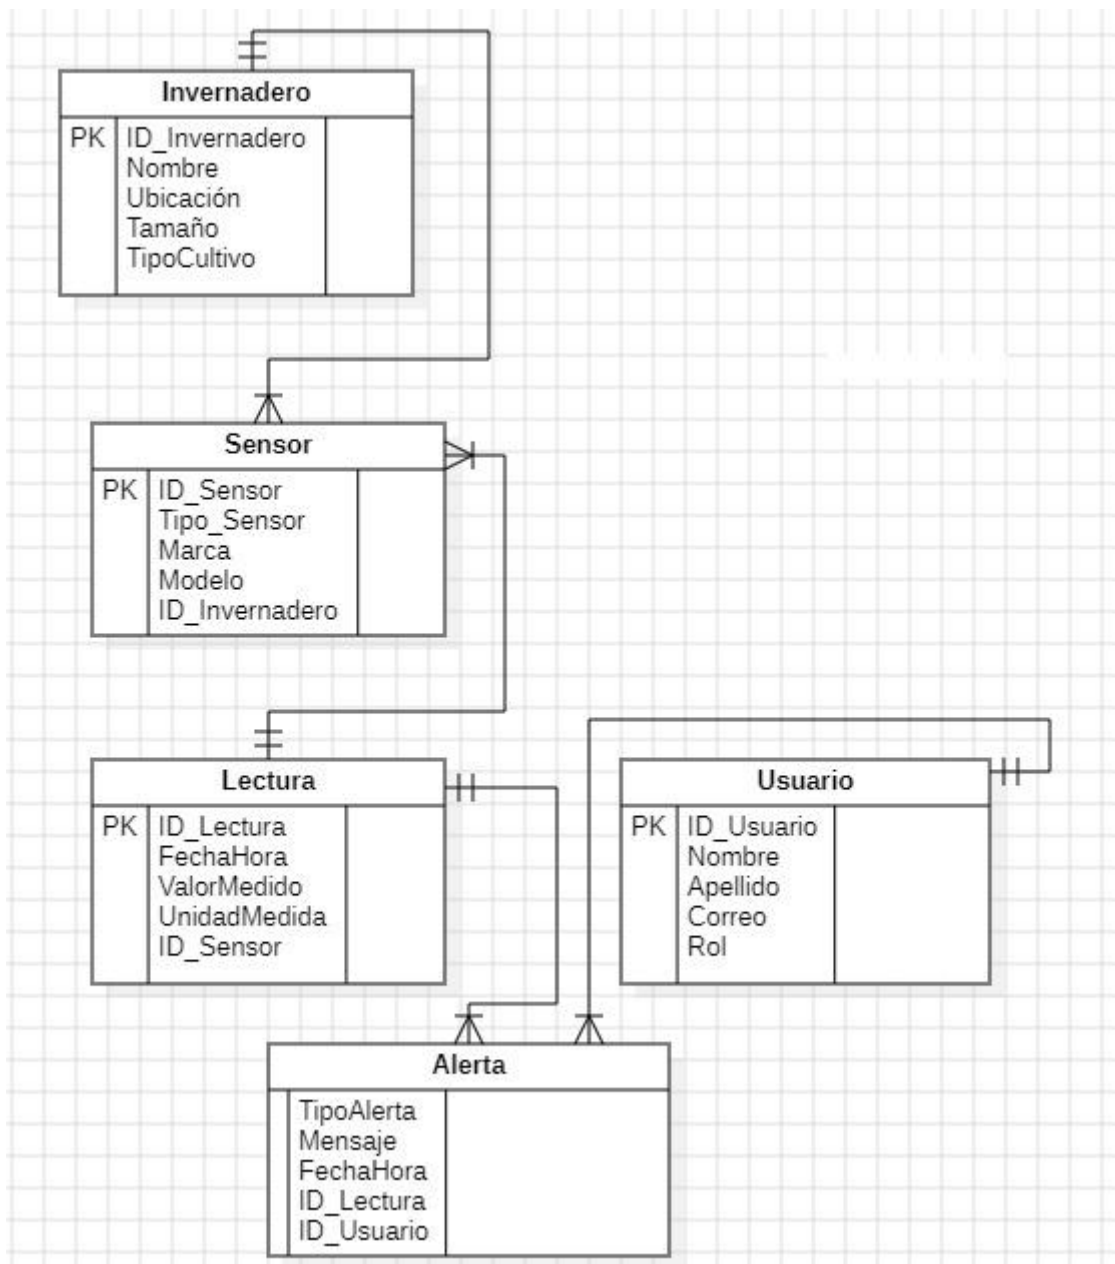 Invernadero
PK ID_Invernadero
Nombre
Ubicación
Tamaño
TipoCultivo
Sensor
PK ID_Sensor
Tipo_Sensor
Marca
Modelo
ID_Invernadero
Lectura
PK ID_Lectura
FechaHora
ValorMedido
UnidadMedida
ID_Sensor
Usuario
PK ID_Usuario
Nombre
Apellido
Correo
Rol
Alerta
TipoAlerta
Mensaje
FechaHora
ID_Lectura
ID_Usuario